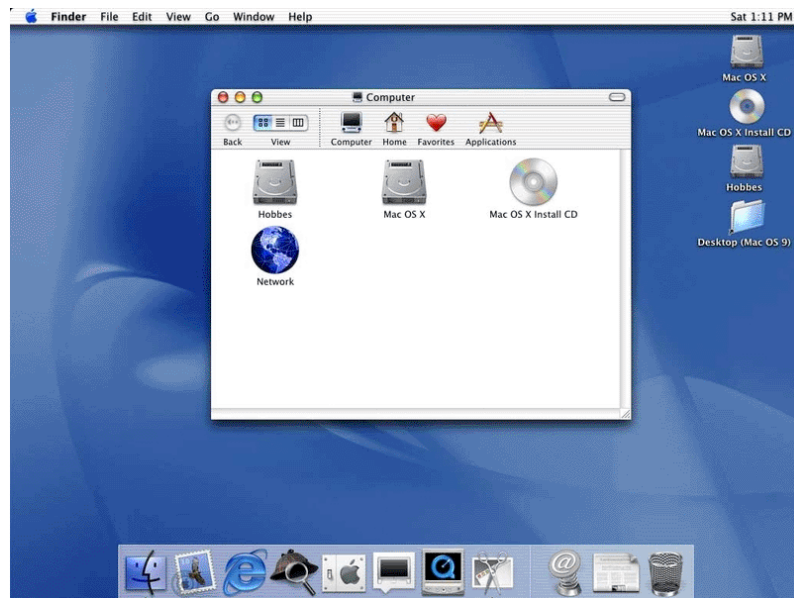 Finder File Edit View Go Window Help Sat 1:11 PM
Mac OS X
Mac OS X Install CD
Hobbes
Desktop (Mac OS 9)
Computer
Back View Computer Home Favorites Applications
Hobbes Mac OS X Mac OS X Install CD
Network